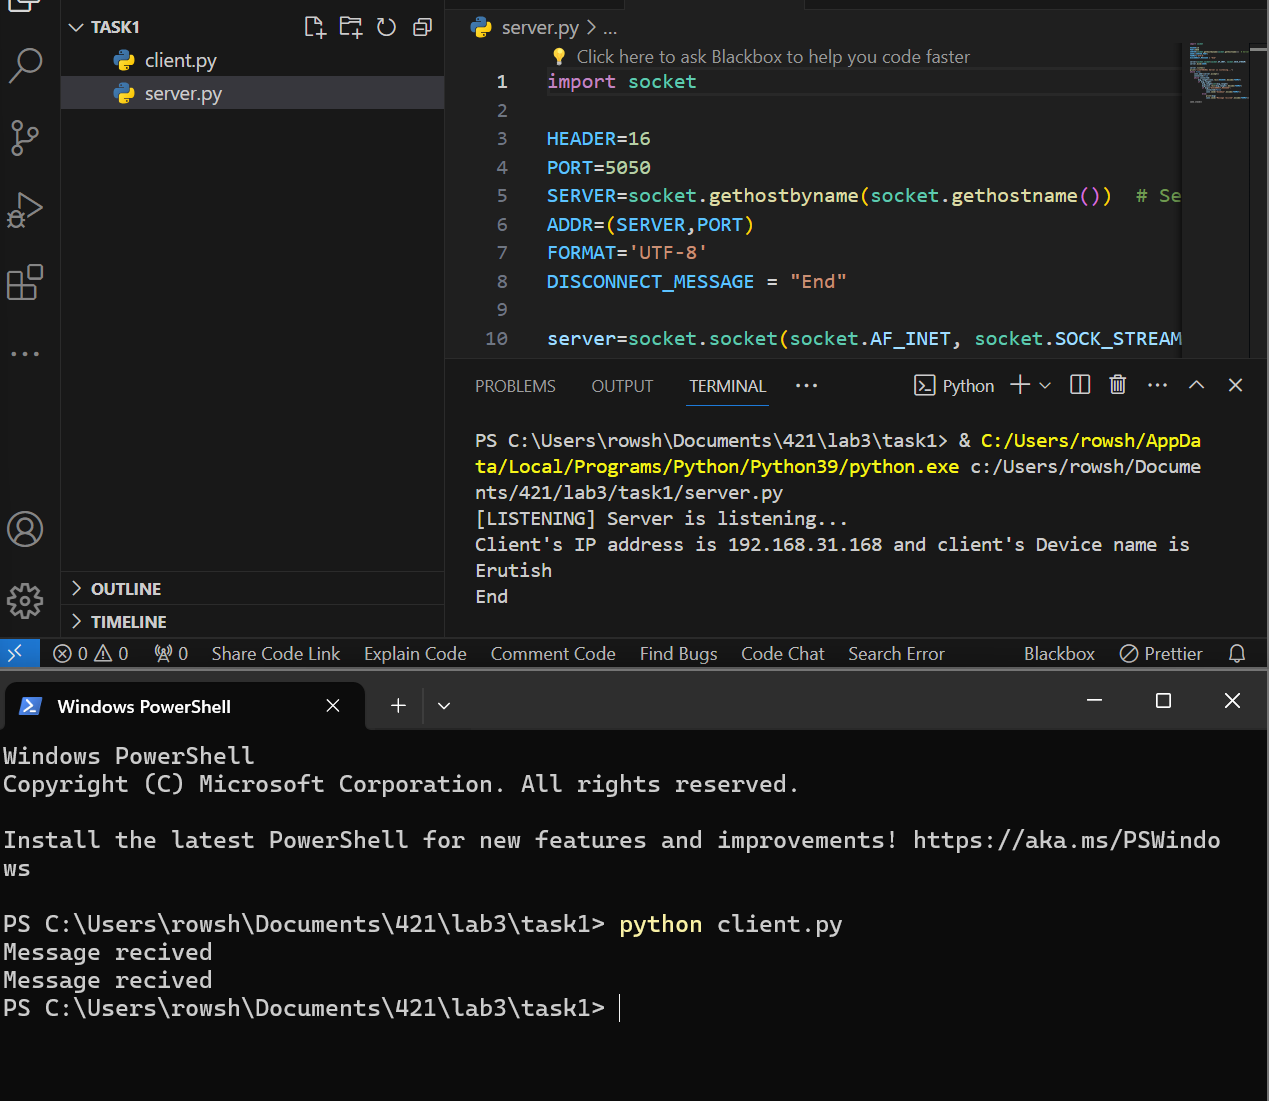 TASK1
client.py
server.py
OUTLINE
TIMELINE
server.py > ...
Click here to ask Blackbox to help you code faster
1 import socket
2
3 HEADER=16
4 PORT=5050
5 SERVER=socket.gethostbyname(socket.gethostname()) # Se
6 ADDR=(SERVER,PORT)
7 FORMAT='UTF-8'
8 DISCONNECT_MESSAGE = "End"
9
10 server=socket.socket(socket.AF_INET, socket.SOCK_STREAM
PROBLEMS OUTPUT TERMINAL ... Python
PS C:\Users\rowsh\Documents\421\lab3\task1> & C:/Users/rowsh/AppDa
ta/Local/Programs/Python/Python39/python.exe c:/Users/rowsh/Docume
nts/421/lab3/task1/server.py
[LISTENING] Server is listening...
Client's IP address is 192.168.31.168 and client's Device name is
Erutish
End
0 0 0 Share Code Link Explain Code Comment Code Find Bugs Code Chat Search Error Blackbox Prettier
Windows PowerShell
Windows PowerShell
Copyright (C) Microsoft Corporation. All rights reserved.
Install the latest PowerShell for new features and improvements! https://aka.ms/PSWindo
ws
PS C:\Users\rowsh\Documents\421\lab3\task1> python client.py
Message recived
Message recived
PS C:\Users\rowsh\Documents\421\lab3\task1>